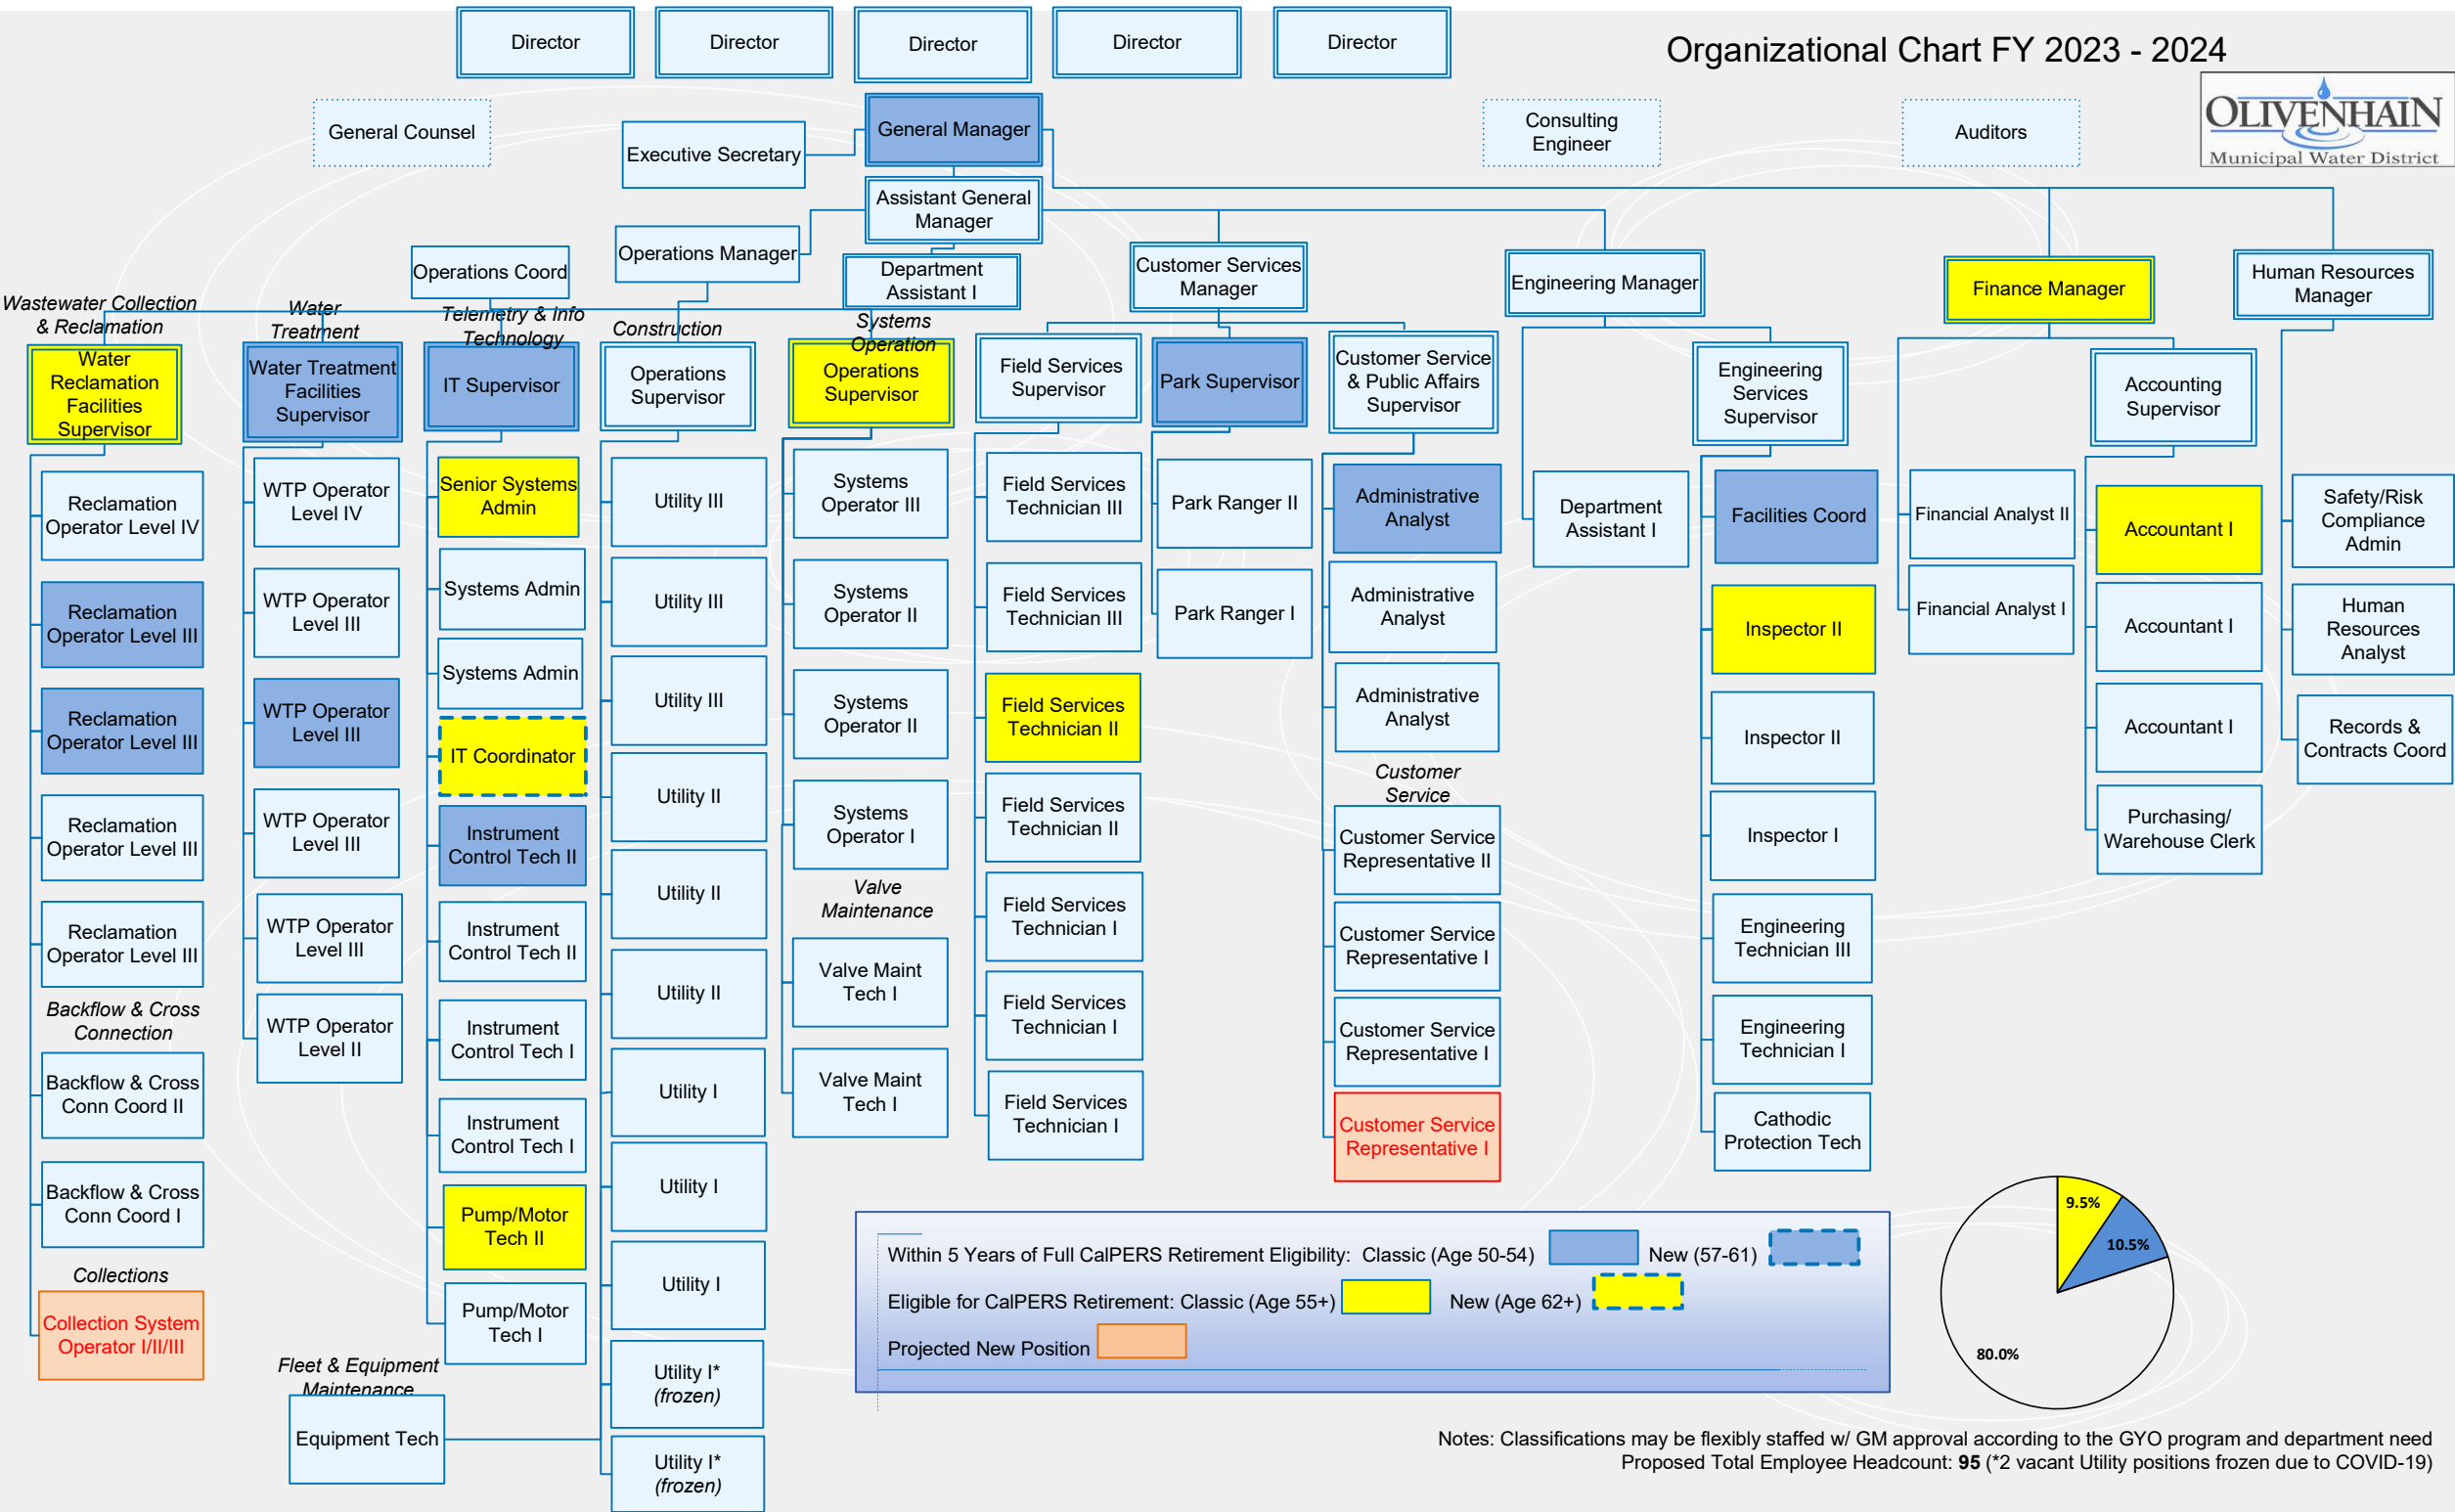 Director
Director
Director
Director
Director
Organizational Chart FY 2023 - 2024
OLIVENHAIN
Municipal Water District
General Counsel
General Manager
Executive Secretary
Consulting
Engineer
Auditors
Assistant General
Manager
Operations Manager
Operations Coord
Department
Assistant I
Customer Services
Manager
Engineering Manager
Finance Manager
Human Resources
Manager
Wastewater Collection
& Reclamation
Water
Reclamation
Facilities
Supervisor
Reclamation
Operator Level IV
Reclamation
Operator Level III
Reclamation
Operator Level III
Reclamation
Operator Level III
Reclamation
Operator Level III
Backflow & Cross
Connection
Backflow & Cross
Conn Coord II
Backflow & Cross
Conn Coord I
Collections
Collection System
Operator I/II/III
Water
Treatment
Water Treatment
Facilities
Supervisor
WTP Operator
Level IV
WTP Operator
Level III
WTP Operator
Level III
WTP Operator
Level III
WTP Operator
Level III
WTP Operator
Level II
Telemetry & Info
Technology
IT Supervisor
Senior Systems
Admin
Systems Admin
Systems Admin
IT Coordinator
Instrument
Control Tech II
Instrument
Control Tech II
Instrument
Control Tech I
Instrument
Control Tech I
Pump/Motor
Tech II
Pump/Motor
Tech I
Fleet & Equipment
Maintenance
Equipment Tech
Construction
Operations
Supervisor
Utility III
Utility III
Utility III
Utility II
Utility II
Utility II
Utility I
Utility I
Utility I
Utility I*
(frozen)
Utility I*
(frozen)
Systems
Operation
Operations
Supervisor
Systems
Operator III
Systems
Operator II
Systems
Operator II
Systems
Operator I
Valve
Maintenance
Valve Maint
Tech I
Valve Maint
Tech I
Field Services
Supervisor
Field Services
Technician III
Field Services
Technician III
Field Services
Technician II
Field Services
Technician II
Field Services
Technician I
Field Services
Technician I
Field Services
Technician I
Park Supervisor
Park Ranger II
Park Ranger I
Customer Service
& Public Affairs
Supervisor
Administrative
Analyst
Administrative
Analyst
Administrative
Analyst
Customer
Service
Customer Service
Representative II
Customer Service
Representative I
Customer Service
Representative I
Customer Service
Representative I
Department
Assistant I
Engineering
Services
Supervisor
Facilities Coord
Inspector II
Inspector II
Inspector I
Engineering
Technician III
Engineering
Technician I
Cathodic
Protection Tech
Financial Analyst II
Financial Analyst I
Accounting
Supervisor
Accountant I
Accountant I
Accountant I
Purchasing/
Warehouse Clerk
Safety/Risk
Compliance
Admin
Human
Resources
Analyst
Records &
Contracts Coord
Within 5 Years of Full CalPERS Retirement Eligibility: Classic (Age 50-54) New (57-61)
Eligible for CalPERS Retirement: Classic (Age 55+) New (Age 62+)
Projected New Position
9.5%
10.5%
80.0%
Notes: Classifications may be flexibly staffed w/ GM approval according to the GYO program and department need
Proposed Total Employee Headcount: 95 (*2 vacant Utility positions frozen due to COVID-19)